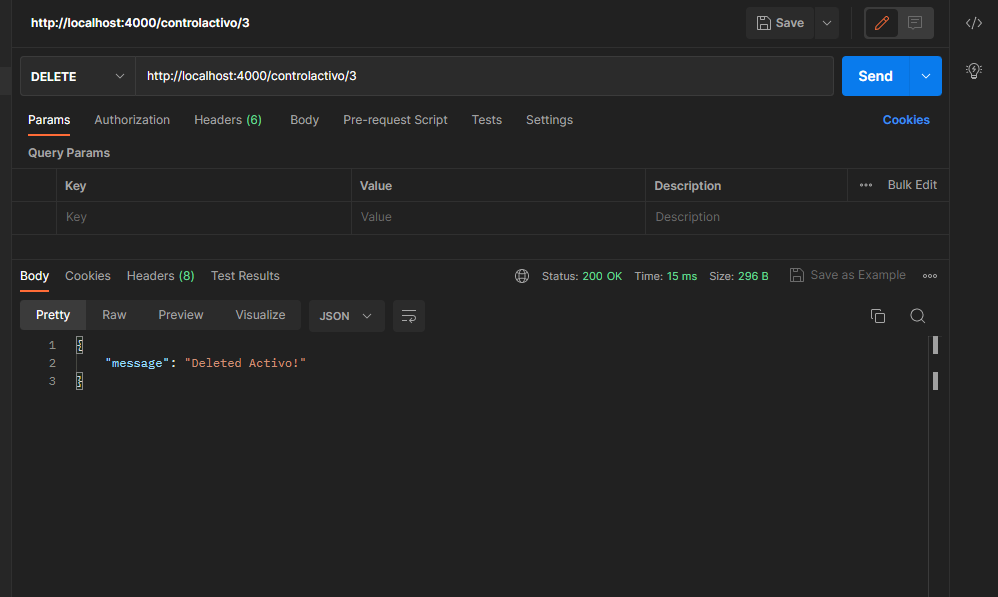 http://localhost:4000/controlactivo/3 Save
DELETE http://localhost:4000/controlactivo/3 Send
Params Authorization Headers (6) Body Pre-request Script Tests Settings Cookies
Query Params
Key Value Description Bulk Edit
Key Value Description
Body Cookies Headers (8) Test Results Status: 200 OK Time: 15 ms Size: 296 B Save as Example
Pretty Raw Preview Visualize JSON
1 {
2 "message": "Deleted Activo!"
3 }